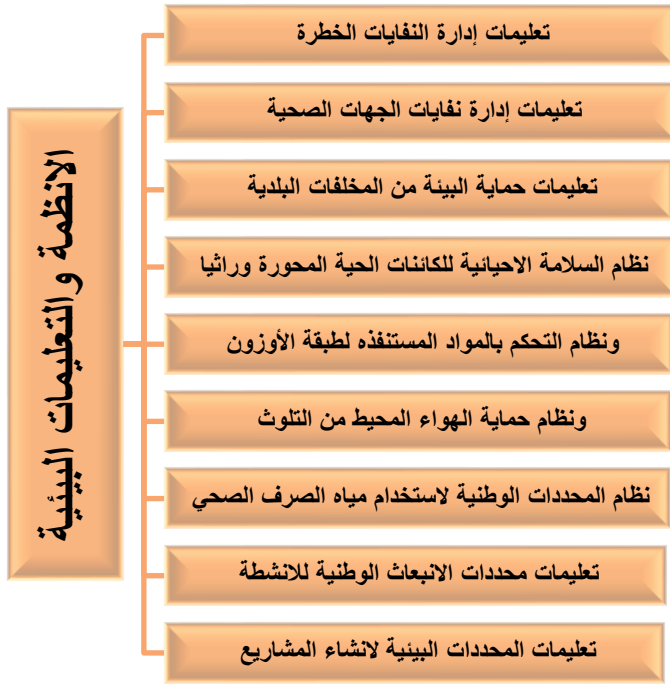 الانظمة والتعليمات البيئية
تعليمات إدارة النفايات الخطرة
تعليمات إدارة نفايات الجهات الصحية
تعليمات حماية البيئة من المخلفات البلدية
نظام السلامة الاحيائية للكائنات الحية المحورة وراثيا
ونظام التحكم بالمواد المستنفذه لطبقة الأوزون
ونظام حماية الهواء المحيط من التلوث
نظام المحددات الوطنية لاستخدام مياه الصرف الصحي
تعليمات محددات الانبعاث الوطنية للانشطة
تعليمات المحددات البيئية لانشاء المشاريع